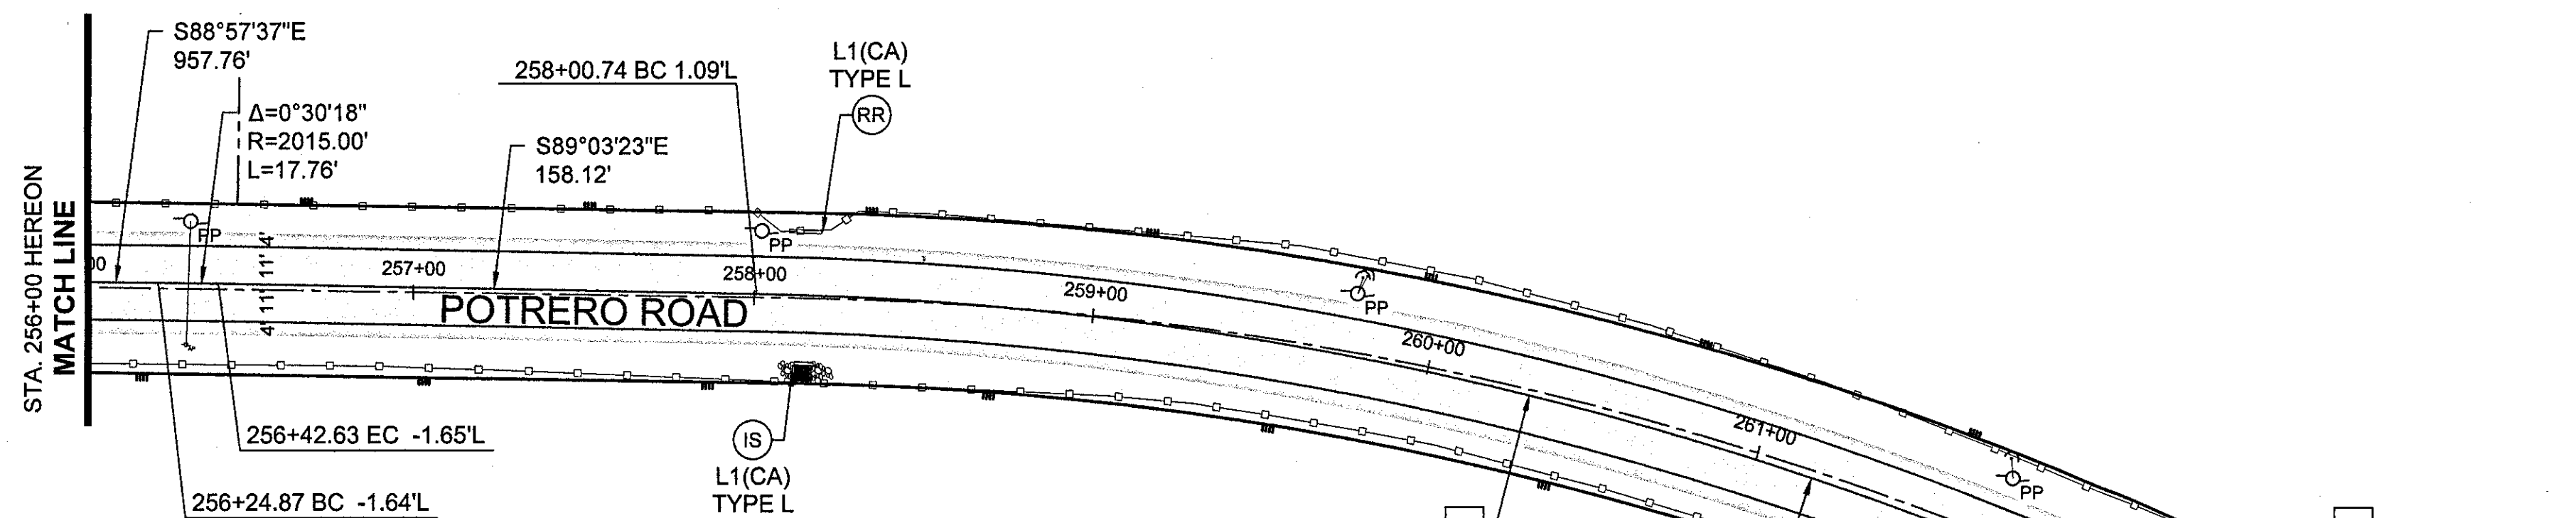 S88°57'37"E
957.76'
Δ=0°30'18"
R=2015.00'
L=17.76'
258+00.74 BC 1.09'L
L1(CA)
TYPE L
RR
S89°03'23"E
158.12'
STA. 256+00 HEREON
MATCH LINE
PP
PP
PP
PP
00
4' 11' 11' 4'
257+00
258+00
259+00
260+00
261+00
POTRERO ROAD
256+42.63 EC -1.65'L
256+24.87 BC -1.64'L
IS
L1(CA)
TYPE L